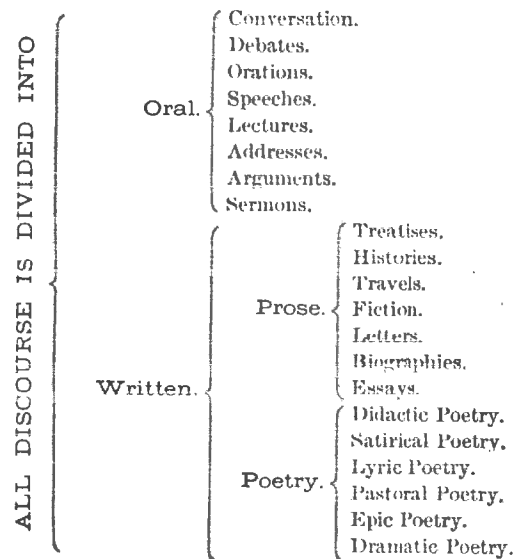 ALL DISCOURSE IS DIVIDED INTO
Oral.
Conversation.
Debates.
Orations.
Speeches.
Lectures.
Addresses.
Arguments.
Sermons.
Written.
Prose.
Treatises.
Histories.
Travels.
Fiction.
Letters.
Biographies.
Essays.
Poetry.
Didactic Poetry.
Satirical Poetry.
Lyric Poetry.
Pastoral Poetry.
Epic Poetry.
Dramatic Poetry.